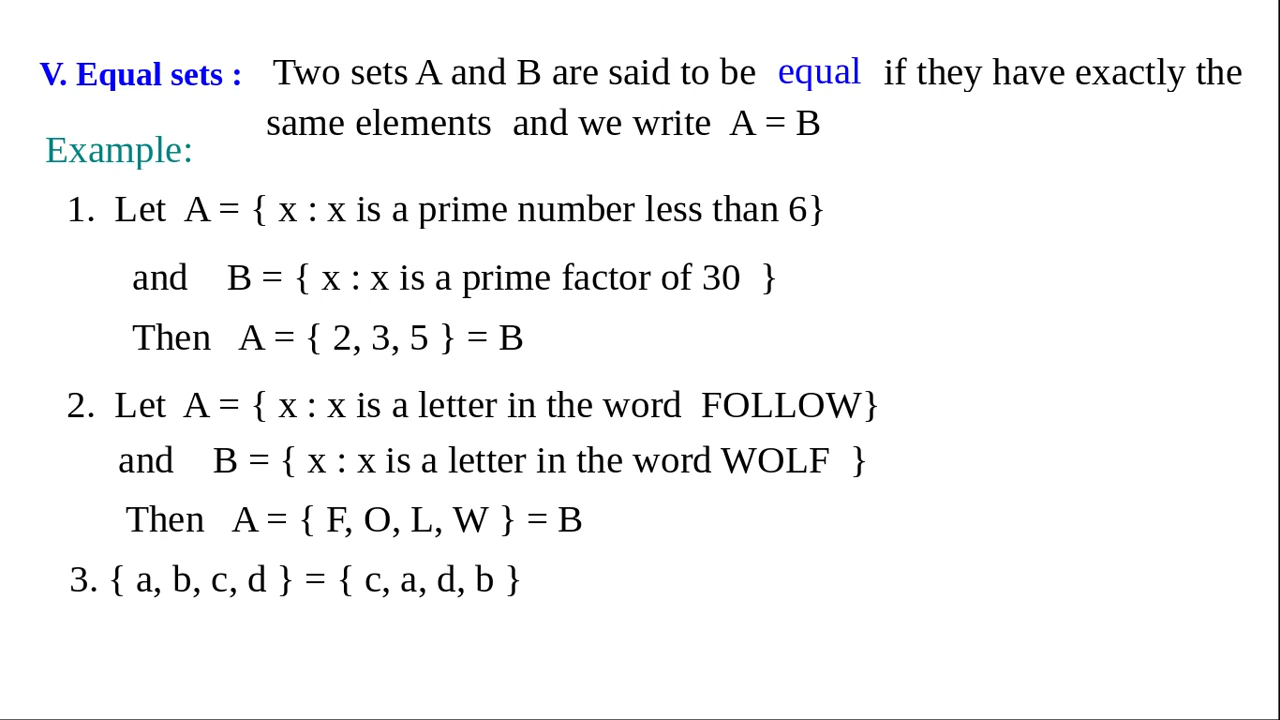 V. Equal sets : Two sets A and B are said to be equal if they have exactly the
same elements and we write A = B
Example:
1. Let A = { x : x is a prime number less than 6}
and B = { x : x is a prime factor of 30 }
Then A = { 2, 3, 5 } = B
2. Let A = { x : x is a letter in the word FOLLOW}
and B = { x : x is a letter in the word WOLF }
Then A = { F, O, L, W } = B
3. { a, b, c, d } = { c, a, d, b }